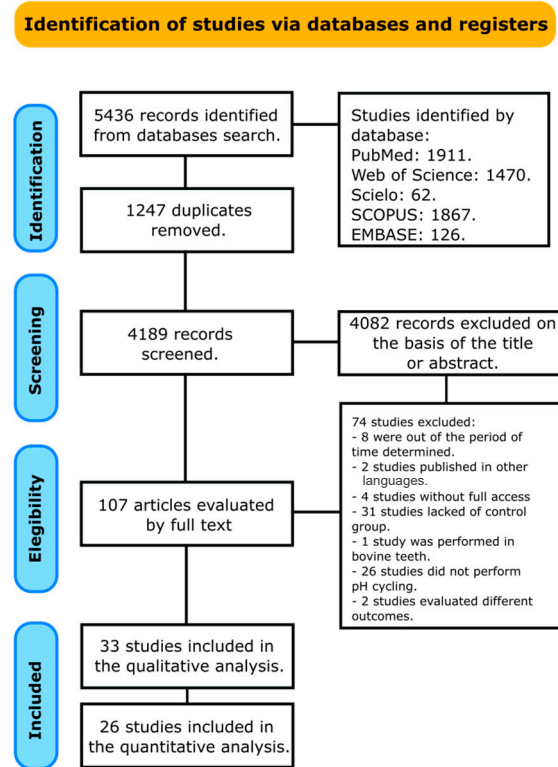 Identification of studies via databases and registers
Identification
5436 records identified
from databases search.
Studies identified by
database:
PubMed: 1911.
Web of Science: 1470.
Scielo: 62.
SCOPUS: 1867.
EMBASE: 126.
1247 duplicates
removed.
Screening
4189 records
screened.
4082 records excluded on
the basis of the title
or abstract.
Elegibility
107 articles evaluated
by full text
74 studies excluded:
- 8 were out of the period of
time determined.
- 2 studies published in other
languages.
- 4 studies without full access
- 31 studies lacked of control
group.
- 1 study was performed in
bovine teeth.
- 26 studies did not perform
pH cycling.
- 2 studies evaluated different
outcomes.
Included
33 studies included in
the qualitative analysis.
26 studies included in
the quantitative analysis.